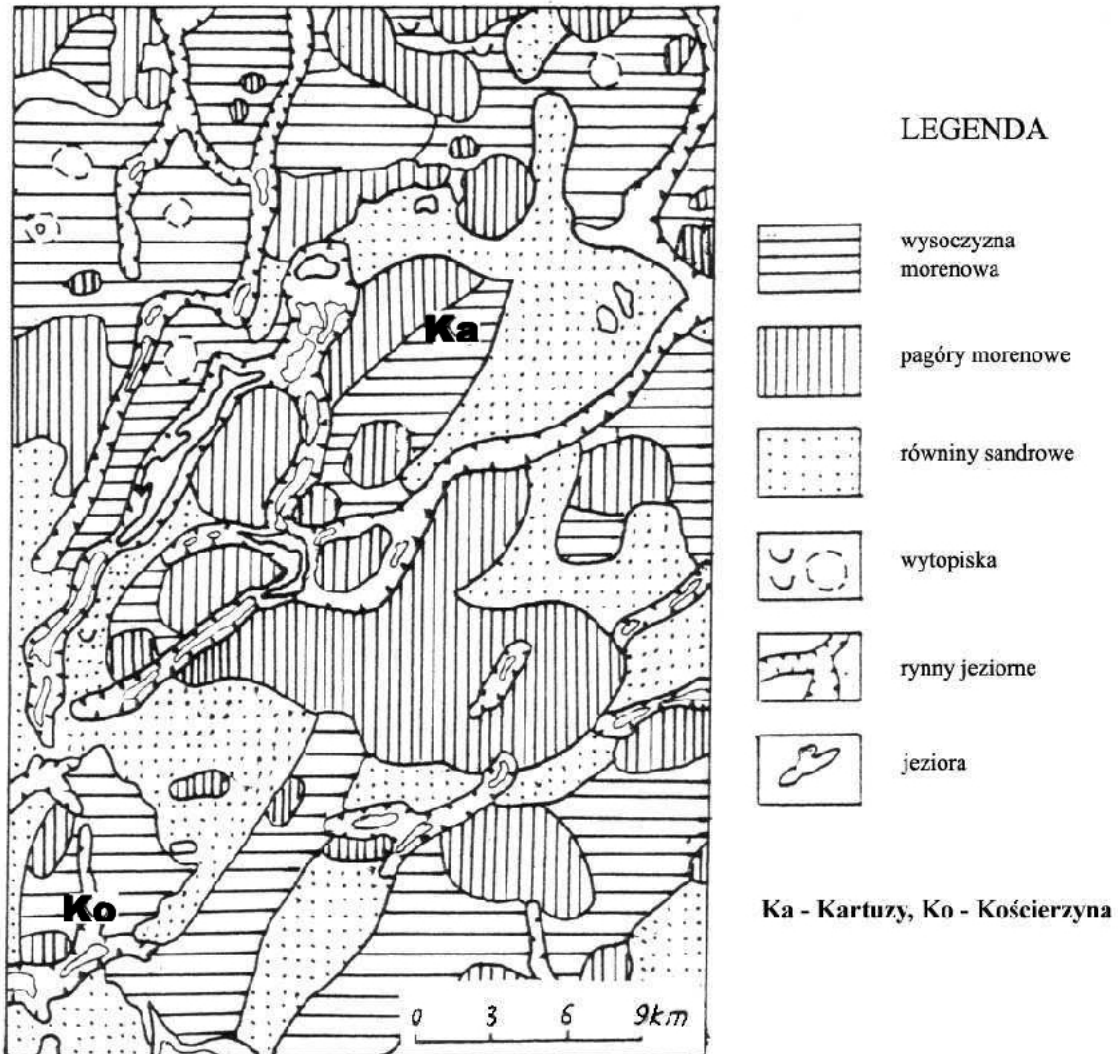 Ka
Ko
0 3 6 9km
LEGENDA
wysoczyzna
morenowa
pagóry morenowe
równiny sandrowe
wytopiska
rynny jeziorne
jeziora
Ka - Kartuzy, Ko - Kościerzyna